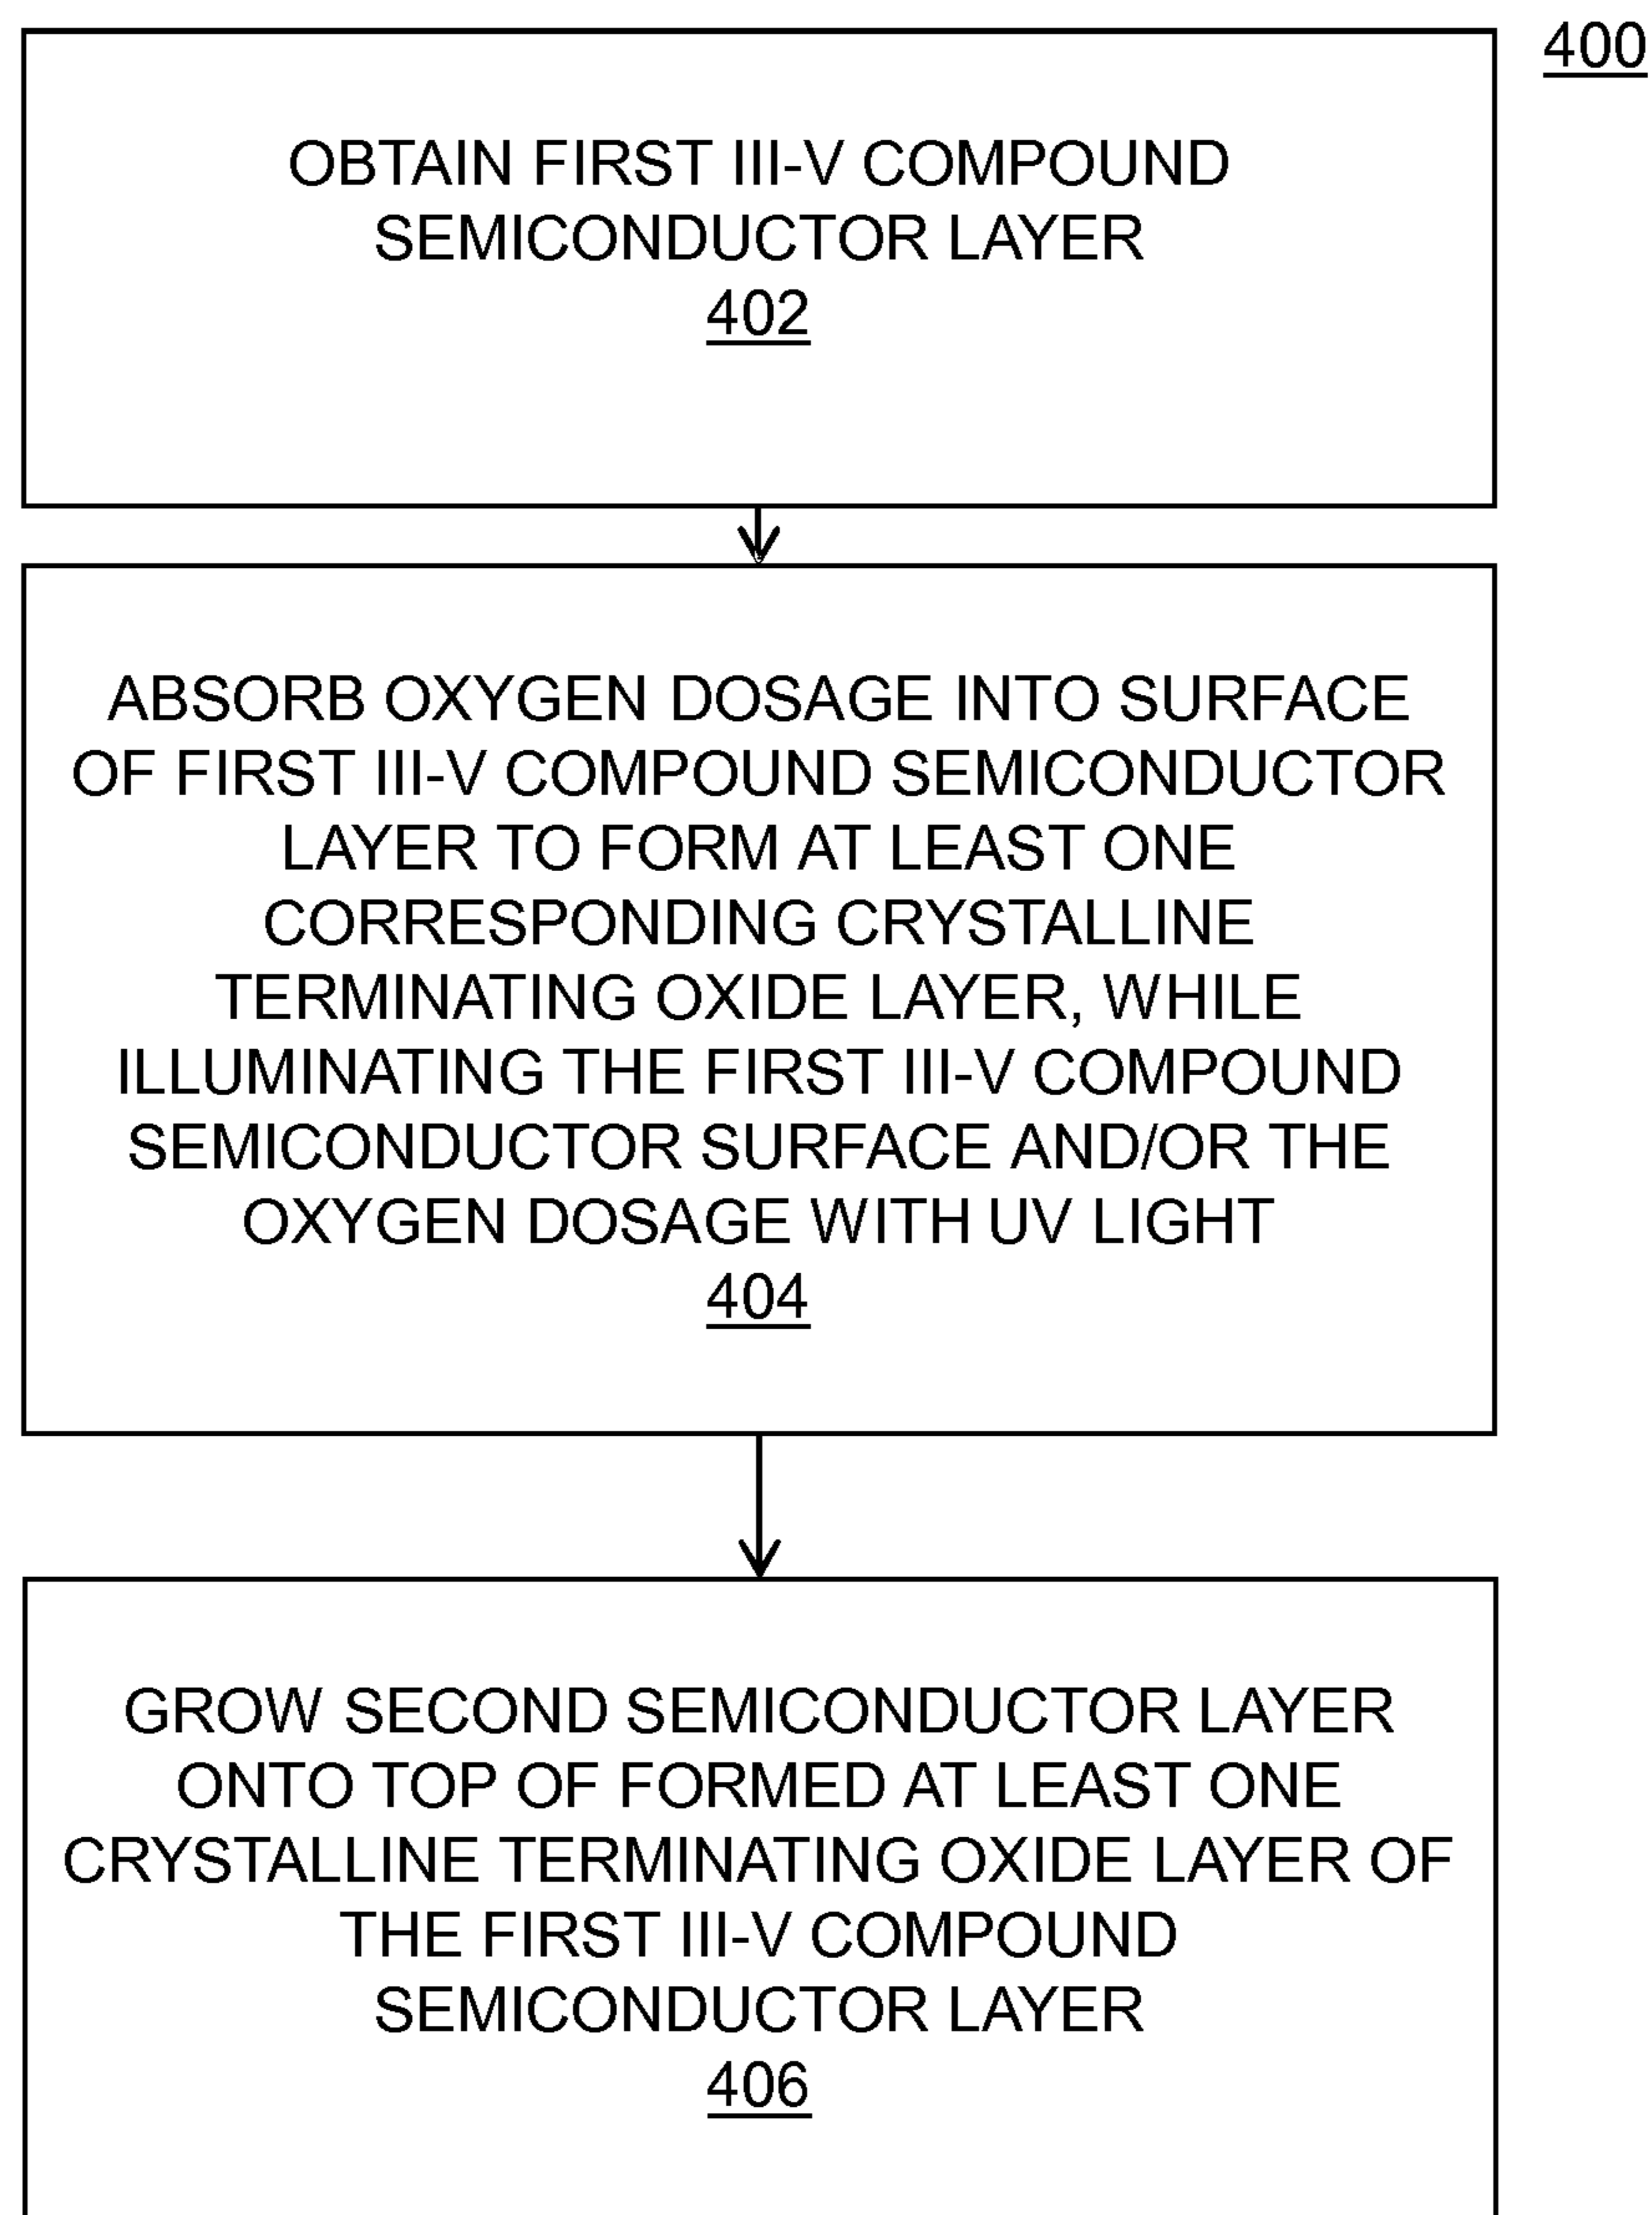 400
OBTAIN FIRST III-V COMPOUND
SEMICONDUCTOR LAYER
402
ABSORB OXYGEN DOSAGE INTO SURFACE
OF FIRST III-V COMPOUND SEMICONDUCTOR
LAYER TO FORM AT LEAST ONE
CORRESPONDING CRYSTALLINE
TERMINATING OXIDE LAYER, WHILE
ILLUMINATING THE FIRST III-V COMPOUND
SEMICONDUCTOR SURFACE AND/OR THE
OXYGEN DOSAGE WITH UV LIGHT
404
GROW SECOND SEMICONDUCTOR LAYER
ONTO TOP OF FORMED AT LEAST ONE
CRYSTALLINE TERMINATING OXIDE LAYER OF
THE FIRST III-V COMPOUND
SEMICONDUCTOR LAYER
406